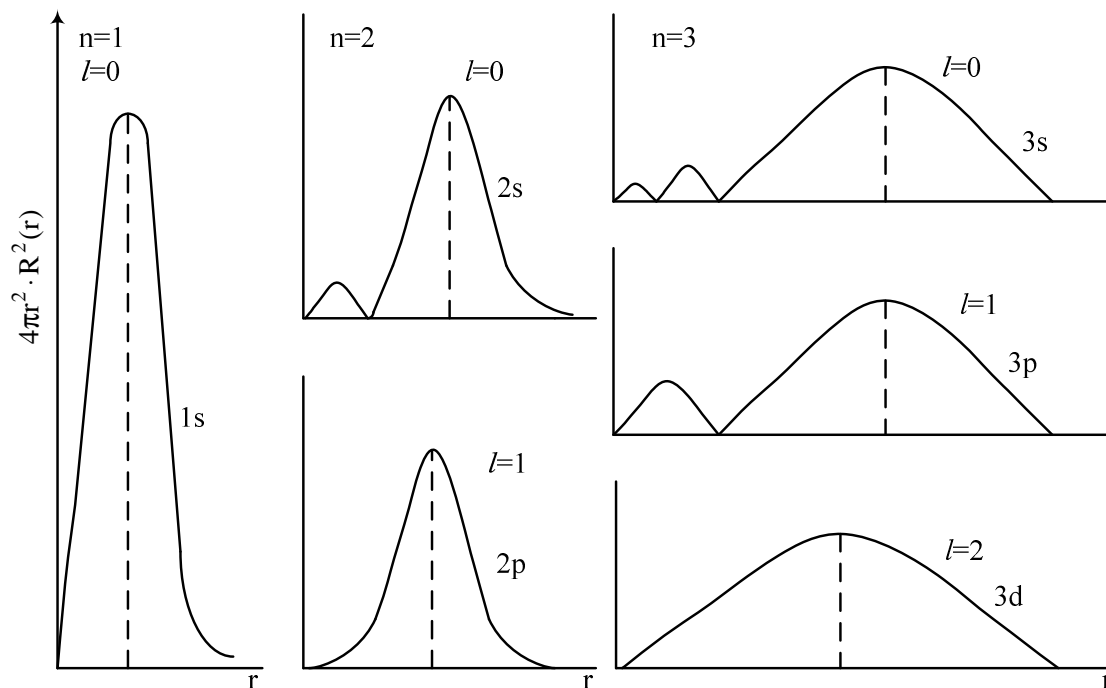 4πr²·R²(r)
n=1
l=0
1s
r
n=2
l=0
2s
l=1
2p
r
n=3
l=0
3s
l=1
3p
l=2
3d
r